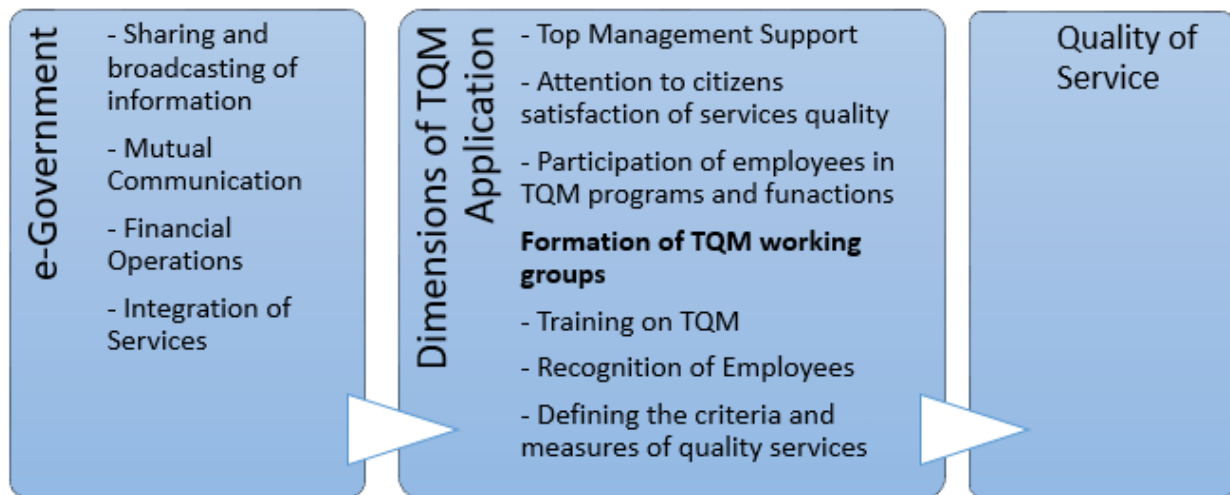 e-Government
- Sharing and
broadcasting of
information
- Mutual
Communication
- Financial
Operations
- Integration of
Services
Dimensions of TQM
Application
- Top Management Support
- Attention to citizens
satisfaction of services quality
- Participation of employees in
TQM programs and funactions
Formation of TQM working
groups
- Training on TQM
- Recognition of Employees
- Defining the criteria and
measures of quality services
Quality of
Service